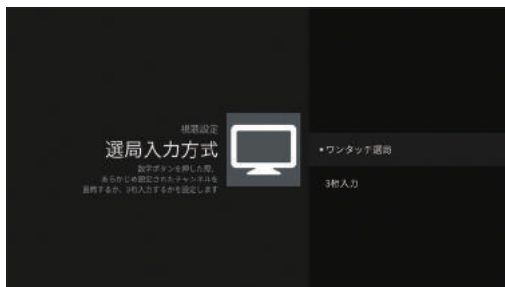 視聴設定
選局入力方式
数字ボタンを押した際、
あらかじめ設定されたチャンネルを
選局するか、3桁入力するかを設定します
•ワンタッチ選局
3桁入力